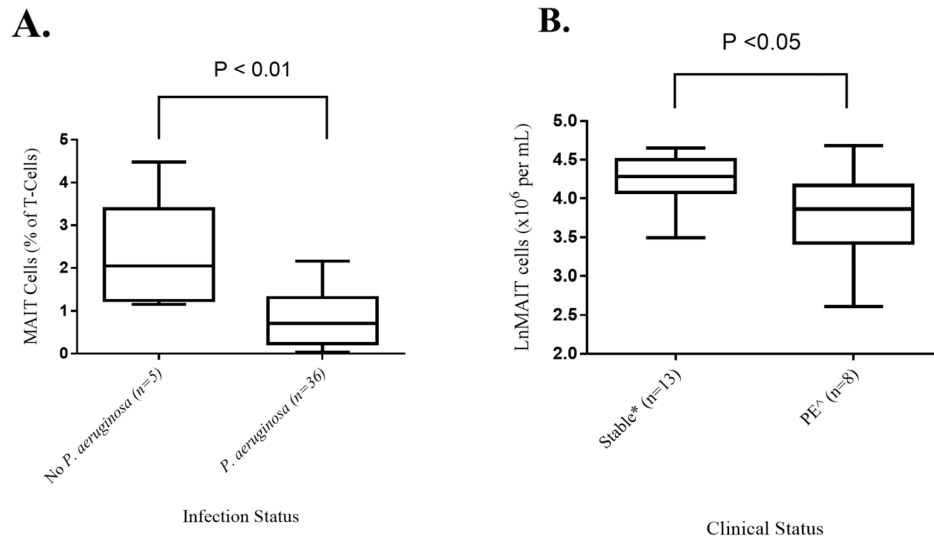 A.
P < 0.01
MAIT Cells (% of T-Cells)
5
4
3
2
1
0
No P. aeruginosa (n=5)
P. aeruginosa (n=36)
Infection Status
B.
P <0.05
LnMAIT cells (x10⁶ per mL)
5.0
4.5
4.0
3.5
3.0
2.5
2.0
Stable* (n=13)
PE^ (n=8)
Clinical Status